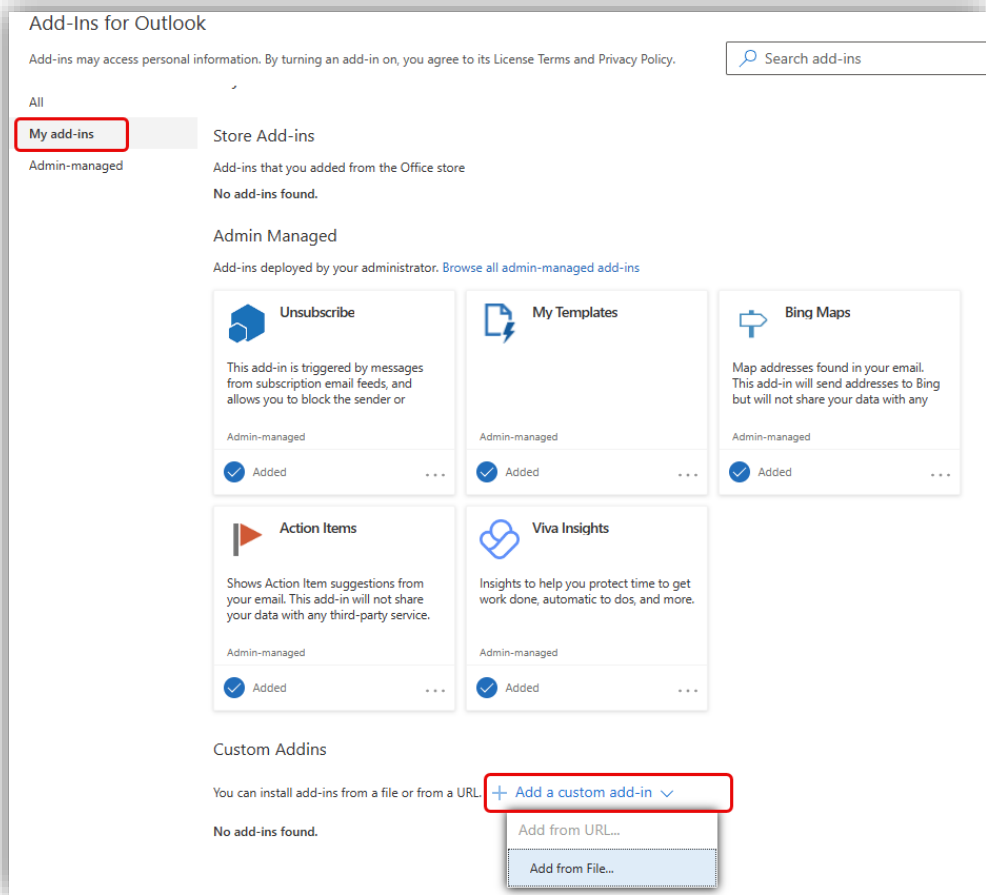 Add-Ins for Outlook
Add-ins may access personal information. By turning an add-in on, you agree to its License Terms and Privacy Policy.
Search add-ins
All
My add-ins
Admin-managed
Store Add-ins
Add-ins that you added from the Office store
No add-ins found.
Admin Managed
Add-ins deployed by your administrator. Browse all admin-managed add-ins
Unsubscribe
This add-in is triggered by messages
from subscription email feeds, and
allows you to block the sender or
Admin-managed
Added
...
My Templates
Admin-managed
Added
...
Bing Maps
Map addresses found in your email.
This add-in will send addresses to Bing
but will not share your data with any
Admin-managed
Added
...
Action Items
Shows Action Item suggestions from
your email. This add-in will not share
your data with any third-party service.
Admin-managed
Added
...
Viva Insights
Insights to help you protect time to get
work done, automatic to dos, and more.
Admin-managed
Added
...
Custom Addins
You can install add-ins from a file or from a URL. + Add a custom add-in
No add-ins found.
Add from URL...
Add from File...